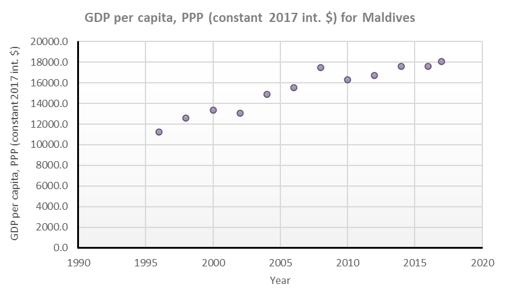 GDP per capita, PPP (constant 2017 int. $) for Maldives
GDP per capita, PPP (constant 2017 int. $)
20000.0
18000.0
16000.0
14000.0
12000.0
10000.0
8000.0
6000.0
4000.0
2000.0
0.0
1990 1995 2000 2005 2010 2015 2020
Year